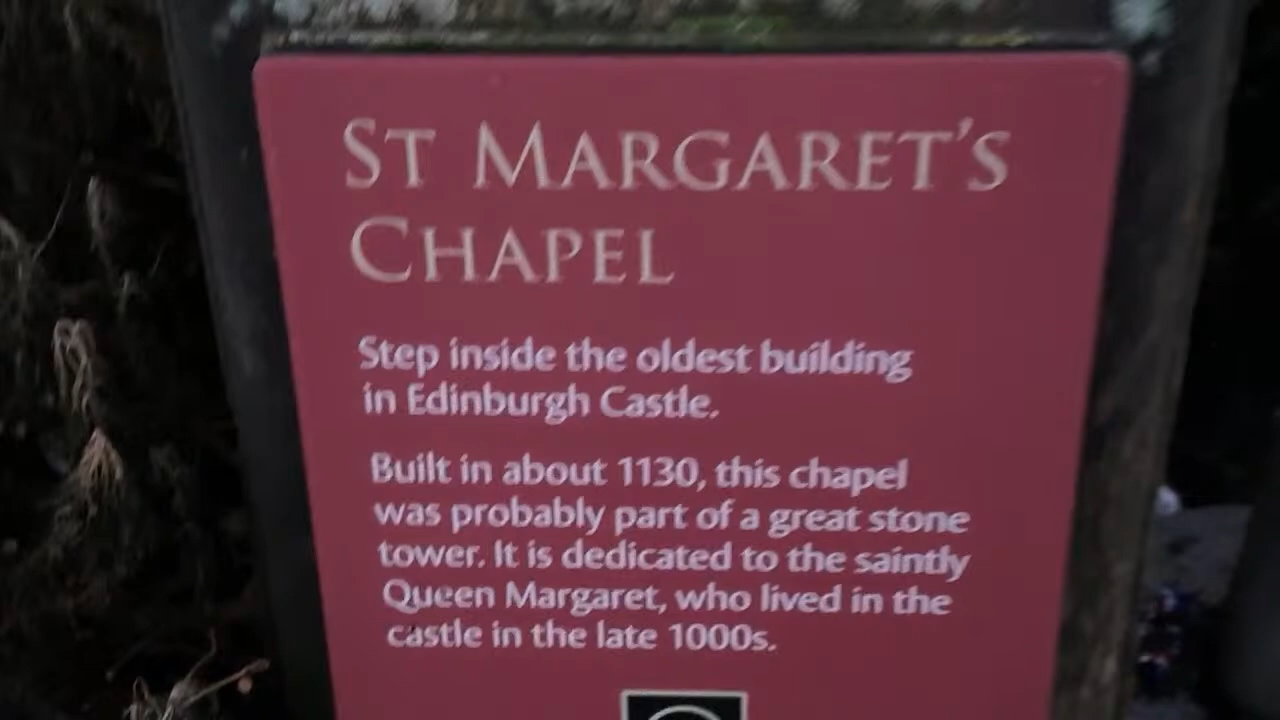 ST MARGARET'S
CHAPEL
Step inside the oldest building
in Edinburgh Castle.
Built in about 1130, this chapel
was probably part of a great stone
tower. It is dedicated to the saintly
Queen Margaret, who lived in the
castle in the late 1000s.